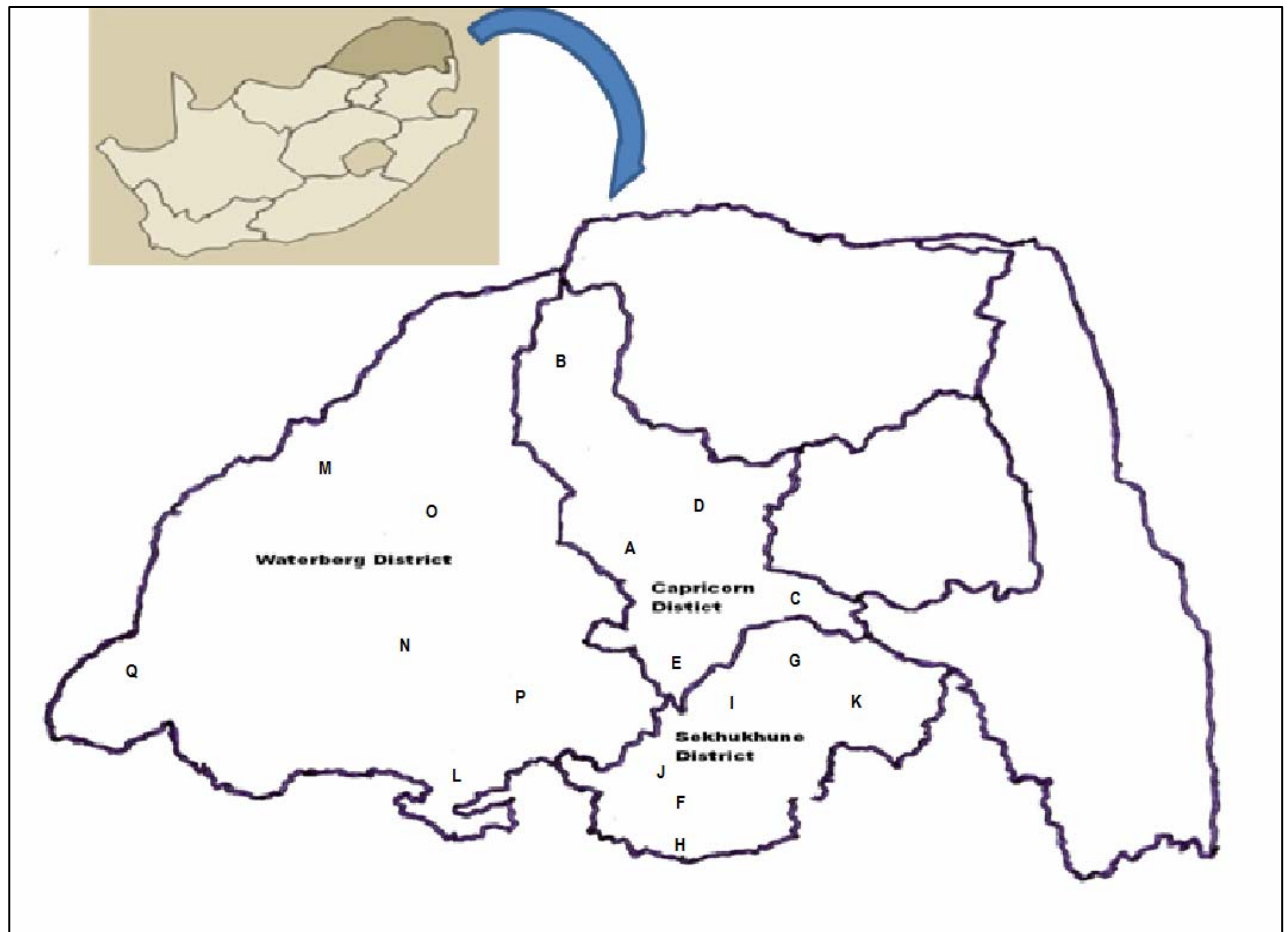 B
M
D
O
A
Waterberg District
Capricorn
Distict
C
N
E
G
Q
I
K
P
Sekhukhune
District
J
L
F
H